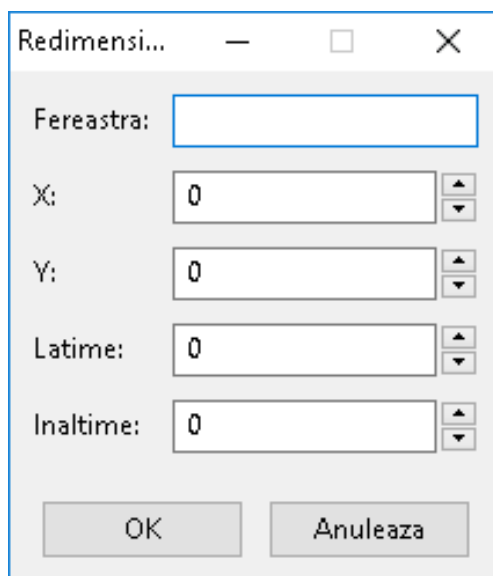 Redimensi...
Fereastra:
X: 0
Y: 0
Latime: 0
Inaltime: 0
OK Anuleaza